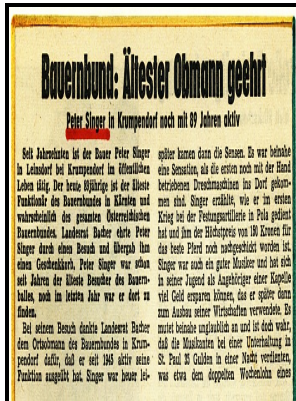 Bauernbund: Ältester Obmann geehrt
Peter Singer in Krumpendorf noch mit 89 Jahren aktiv
Seit Jahrzehnten ist der Bauer Peter Singer
in Leinsdorf bei Krumpendorf im öffentlichen
Leben tätig. Der heute 89jährige ist der älteste
Funktionär des Bauernbundes in Kärnten und
wahrscheinlich des gesamten Österreichischen
Bauernbundes. Landesrat Bacher ehrte Peter
Singer durch einen Besuch und übergab ihm
einen Geschenkkorb. Peter Singer war schon
seit Jahren der älteste Besucher des Bauern-
balles, noch im letzten Jahr war er dort zu
finden.
Bei seinem Besuch dankte Landesrat Bacher
dem Ortsobmann des Bauernbundes in Krum-
pendorf dafür, daß er seit 1945 aktiv seine
Funktion ausgeübt hat. Singer war heuer lei-
später kamen dann die Sensen. Es war beinahe
eine Sensation, als die ersten noch mit der Hand
betriebenen Dreschmaschinen ins Dorf gekom-
men sind. Singer erzählte, wie er im ersten
Krieg bei der Festungsartillerie in Pola gedient
hat und ihm der Höchstpreis von 150 Kronen für
das beste Pferd noch nachgeschickt worden ist.
Singer war auch ein guter Musiker und hat sich
in seiner Jugend als Angehöriger einer Kapelle
viel Geld ersparen können, das er später dann
zum Ausbau seiner Wirtschaft verwendete. Es
mutet beinahe unglaublich an und ist doch wahr,
daß die Musikanten bei einer Unterhaltung in
St. Paul 35 Gulden in einer Nacht verdienten,
was etwa dem doppelten Wochenlohn eines